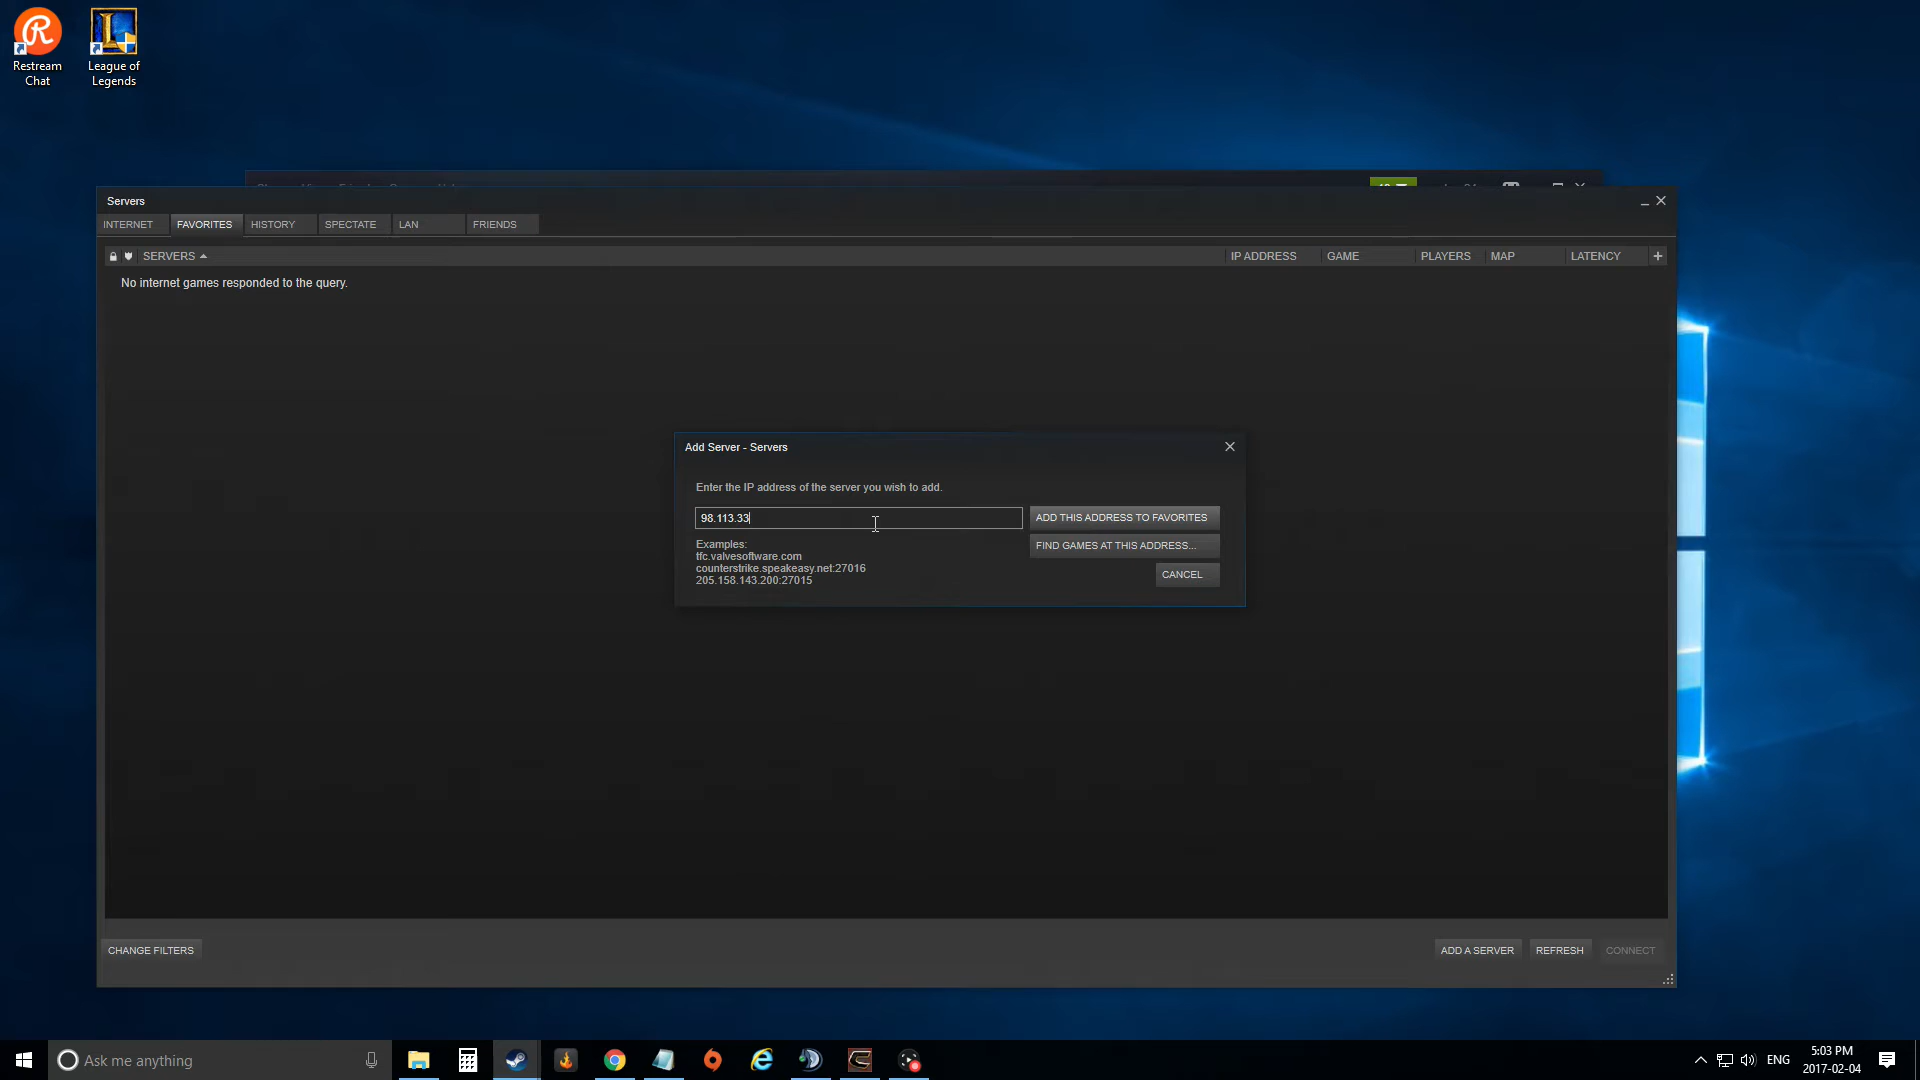 Restream
Chat
League of
Legends
Servers
INTERNET FAVORITES HISTORY SPECTATE LAN FRIENDS
SERVERS IP ADDRESS GAME PLAYERS MAP LATENCY
No internet games responded to the query.
Add Server - Servers
Enter the IP address of the server you wish to add.
98.113.33
ADD THIS ADDRESS TO FAVORITES
Examples:
tfc.valvesoftware.com
counterstrike.speakeasy.net:27016
205.158.143.200:27015
FIND GAMES AT THIS ADDRESS...
CANCEL
CHANGE FILTERS
ADD A SERVER REFRESH CONNECT
Ask me anything
ENG
5:03 PM
2017-02-04